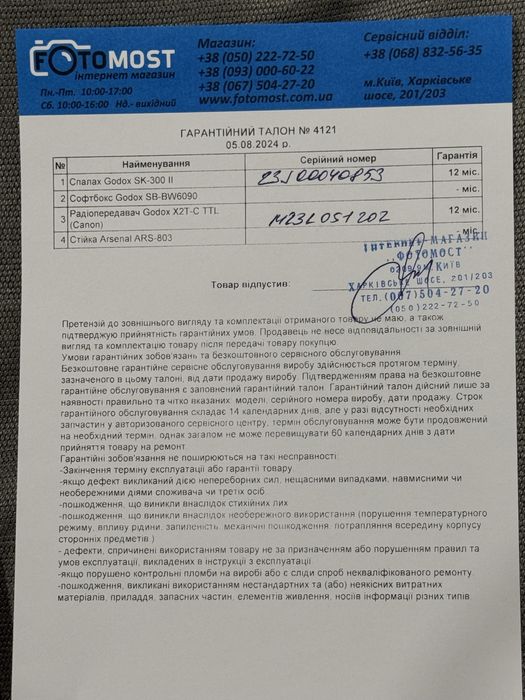 FOTOMOST
інтернет магазин
Пн.-Пт. 10:00-17:00
Сб. 10:00-16:00 Нд.- вихідний
Магазин:
+38 (050) 222-72-50
+38 (093) 000-60-22
+38 (067) 504-27-20
www.fotomost.com.ua
Сервісний відділ:
+38 (068) 832-56-35
м.Київ, Харківське
шосе, 201/203
ГАРАНТІЙНИЙ ТАЛОН № 4121
05.08.2024 р.
№ Найменування Серійний номер Гарантія
1 Спалах Godox SK-300 II 23J00040853 12 міс.
2 Софтбокс Godox SB-BW6090 - міс.
3 Радіопередавач Godox X2T-C TTL (Canon) M23L051202 12 міс.
4 Стійка Arsenal ARS-803 - міс.
Товар відпустив:
ІНТЕРНЕТ-МАГАЗИН
"ФОТОМОСТ"
КИЇВ
ХАРКІВСЬКЕ ШОСЕ, 201/203
ТЕЛ. (067) 504-27-20
(050) 222-72-50
Претензій до зовнішнього вигляду та комплектації отриманого товару не маю, а також
підтверджую прийнятність гарантійних умов. Продавець не несе відповідальності за зовнішній
вигляд та комплектацію товару після передачі товару покупцю
Умови гарантійних зобов'язань та безкоштовного сервісного обслуговування
Безкоштовне гарантійне сервісне обслуговування виробу здійснюється протягом терміну,
зазначеного в цьому талоні, від дати продажу виробу. Підтвердженням права на безкоштовне
гарантійне обслуговування є заповнений гарантійний талон. Гарантійний талон дійсний лише за
наявності правильно та чітко вказаних: моделі, серійного номера виробу, дати продажу. Строк
гарантійного обслуговування складає 14 календарних днів, але у разі відсутності необхідних
запчастин у авторизованого сервісного центру, термін обслуговування може бути продовжений
на необхідний термін, однак загалом не може перевищувати 60 календарних днів з дати
прийняття товару на ремонт.
Гарантійні зобов'язання не поширюються на такі несправності:
-Закінчення терміну експлуатації або гарантії товару.
-якщо дефект викликаний дією непереборних сил, нещасними випадками, навмисними чи
необережними діями споживача чи третіх осіб.
-пошкодження, що виникли внаслідок стихійних лих
-пошкодження, що виникли внаслідок необережного використання (порушення температурного
режиму, впливу рідини, запиленість, механічні пошкодження, потрапляння всередину корпусу
сторонніх предметів.)
- дефекти, спричинені використанням товару не за призначенням або порушенням правил та
умов експлуатації, викладених в інструкції з експлуатації.
-якщо порушено контрольні пломби на виробі або є сліди спроб некваліфікованого ремонту.
-пошкодження, викликані використанням нестандартних та (або) неякісних витратних
матеріалів, приладдя, запасних частин, елементів живлення, носіїв інформації різних типів.